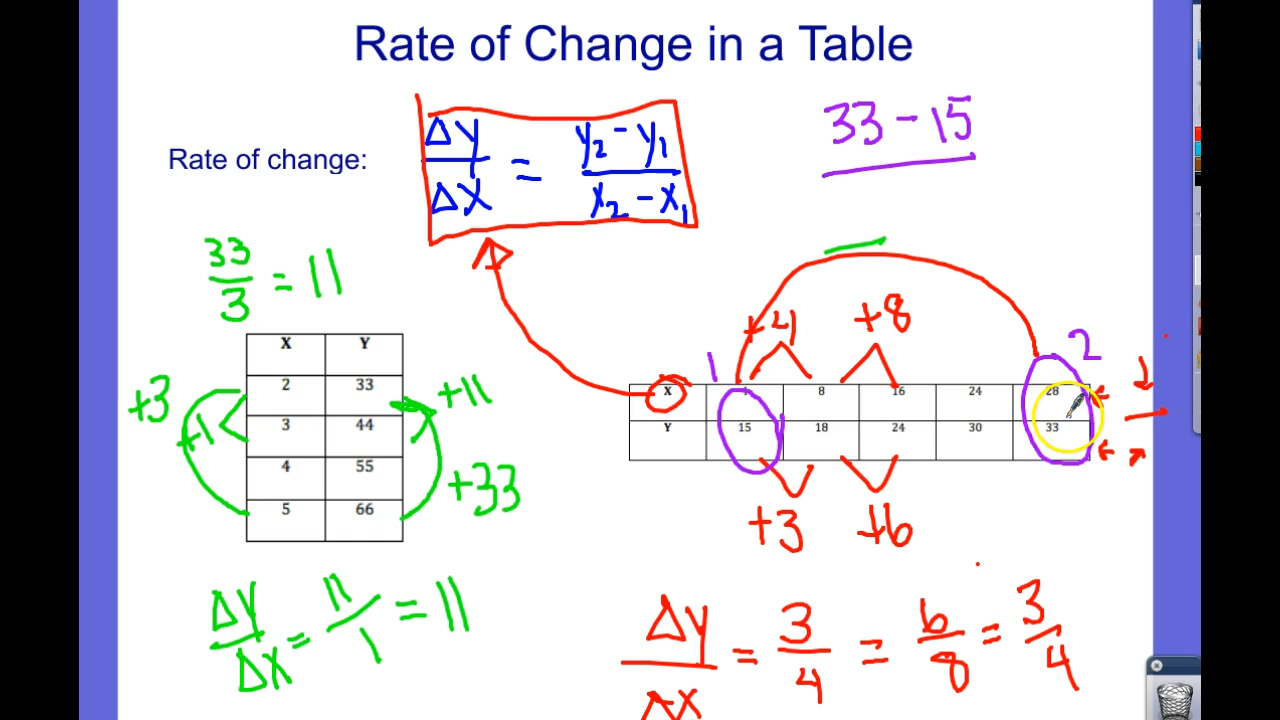 Rate of Change in a Table
33 - 15
Rate of change:
ΔY/ΔX = y₂ - y₁/x₂ - x₁
33/3 = 11
+4 +8
1 2
X Y
2 33
3 44
4 55
5 66
+3 +1 +11 +33
X 4 8 16 24 28
Y 15 18 24 30 33
+3 +6
ΔY/ΔX = 11/1 = 11
ΔY/ΔX = 3/4 = 6/8 = 3/4